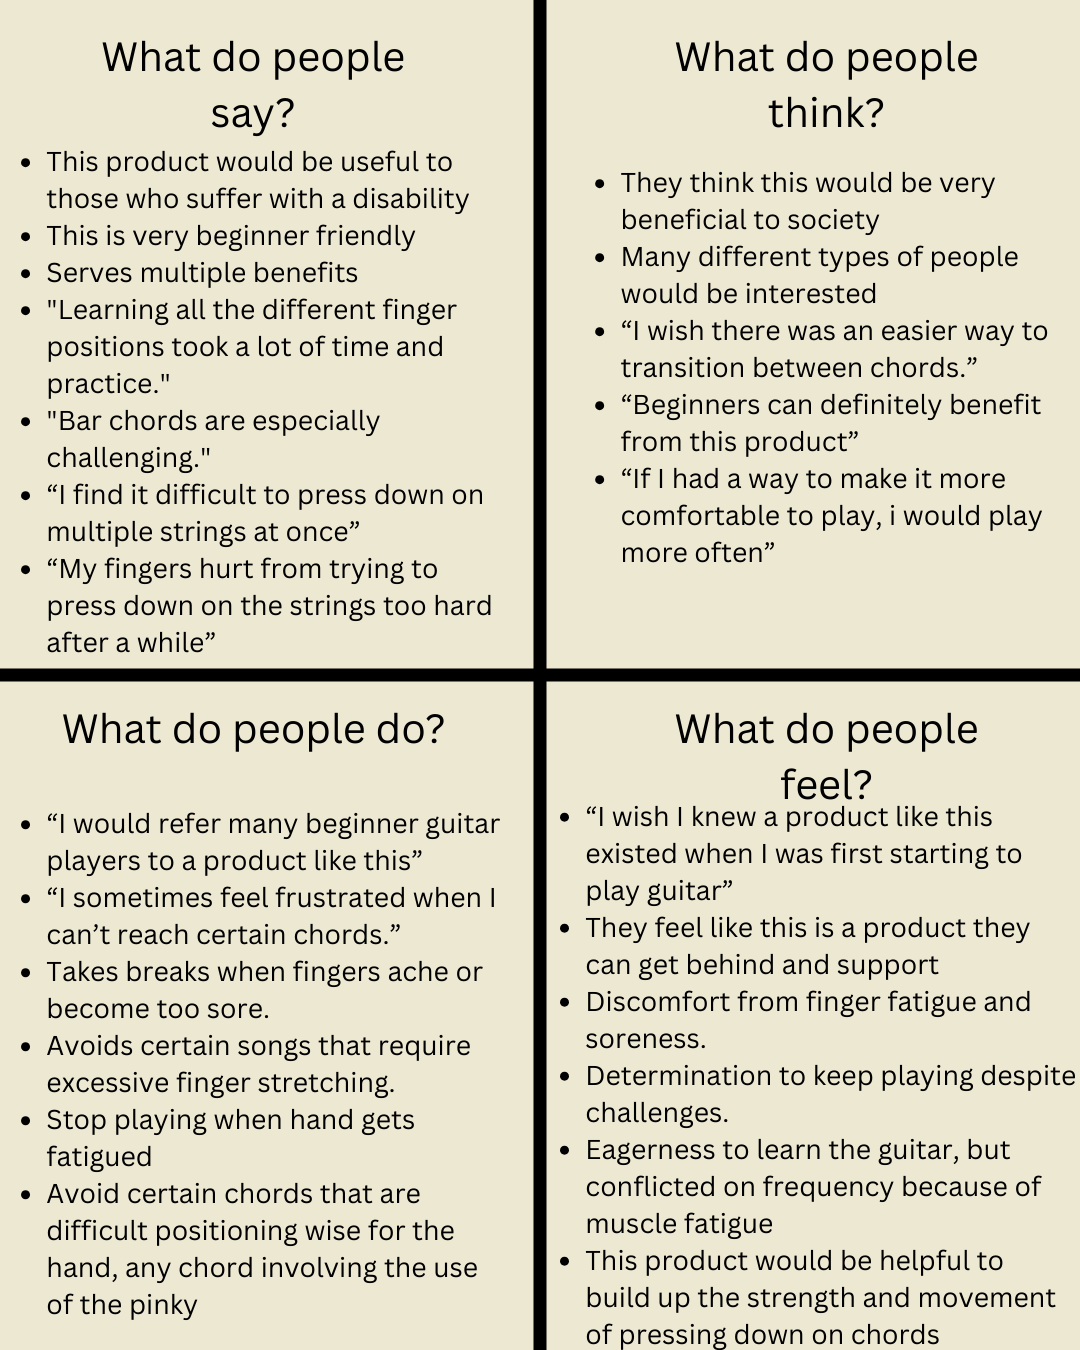 What do people
say?
• This product would be useful to
those who suffer with a disability
• This is very beginner friendly
• Serves multiple benefits
• "Learning all the different finger
positions took a lot of time and
practice."
• "Bar chords are especially
challenging."
• “I find it difficult to press down on
multiple strings at once”
• “My fingers hurt from trying to
press down on the strings too hard
after a while”
What do people
think?
• They think this would be very
beneficial to society
• Many different types of people
would be interested
• “I wish there was an easier way to
transition between chords.”
• “Beginners can definitely benefit
from this product”
• “If I had a way to make it more
comfortable to play, i would play
more often”
What do people do?
• “I would refer many beginner guitar
players to a product like this”
• “I sometimes feel frustrated when I
can’t reach certain chords.”
• Takes breaks when fingers ache or
become too sore.
• Avoids certain songs that require
excessive finger stretching.
• Stop playing when hand gets
fatigued
• Avoid certain chords that are
difficult positioning wise for the
hand, any chord involving the use
of the pinky
What do people
feel?
• “I wish I knew a product like this
existed when I was first starting to
play guitar”
• They feel like this is a product they
can get behind and support
• Discomfort from finger fatigue and
soreness.
• Determination to keep playing despite
challenges.
• Eagerness to learn the guitar, but
conflicted on frequency because of
muscle fatigue
• This product would be helpful to
build up the strength and movement
of pressing down on chords